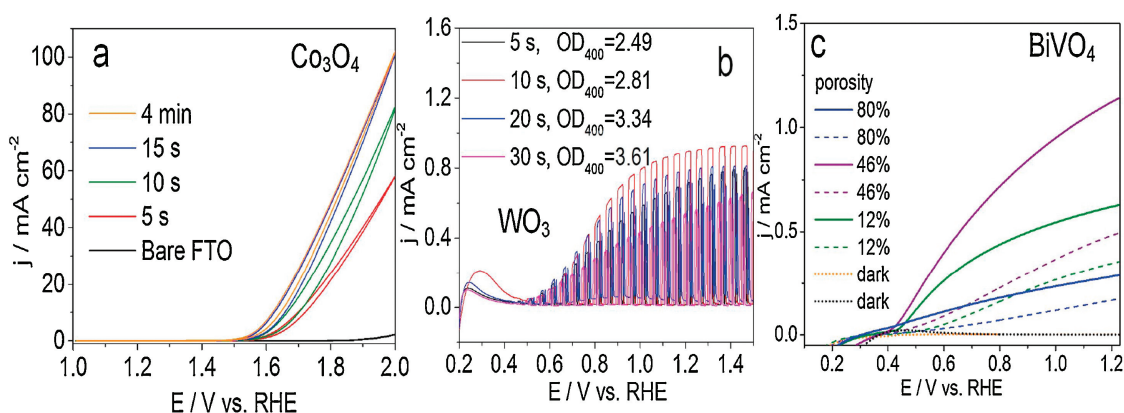 a
Co₃O₄
4 min
15 s
10 s
5 s
Bare FTO
j / mA cm⁻²
100
80
60
40
20
0
1.0 1.2 1.4 1.6 1.8 2.0
E / V vs. RHE
b
5 s, OD₄₀₀=2.49
10 s, OD₄₀₀=2.81
20 s, OD₄₀₀=3.34
30 s, OD₄₀₀=3.61
WO₃
j / mA cm⁻²
1.6
1.2
0.8
0.4
0.0
0.2 0.4 0.6 0.8 1.0 1.2 1.4
E / V vs. RHE
c
BiVO₄
porosity
80%
80%
46%
46%
12%
12%
dark
dark
j / mA cm⁻²
1.5
1.0
0.5
0.0
0.2 0.4 0.6 0.8 1.0 1.2
E / V vs. RHE